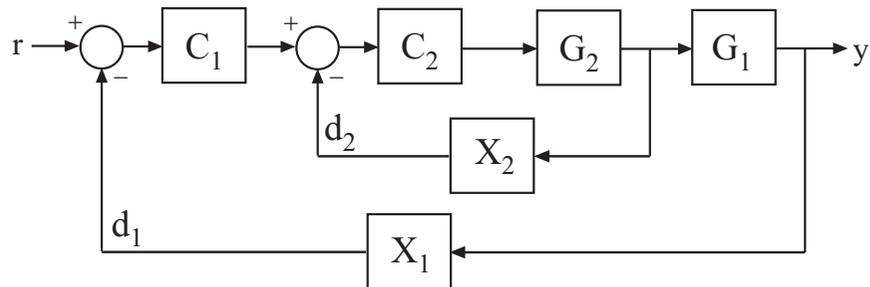 r + − C₁ + − C₂ G₂ G₁ y
d₂ X₂
d₁ X₁